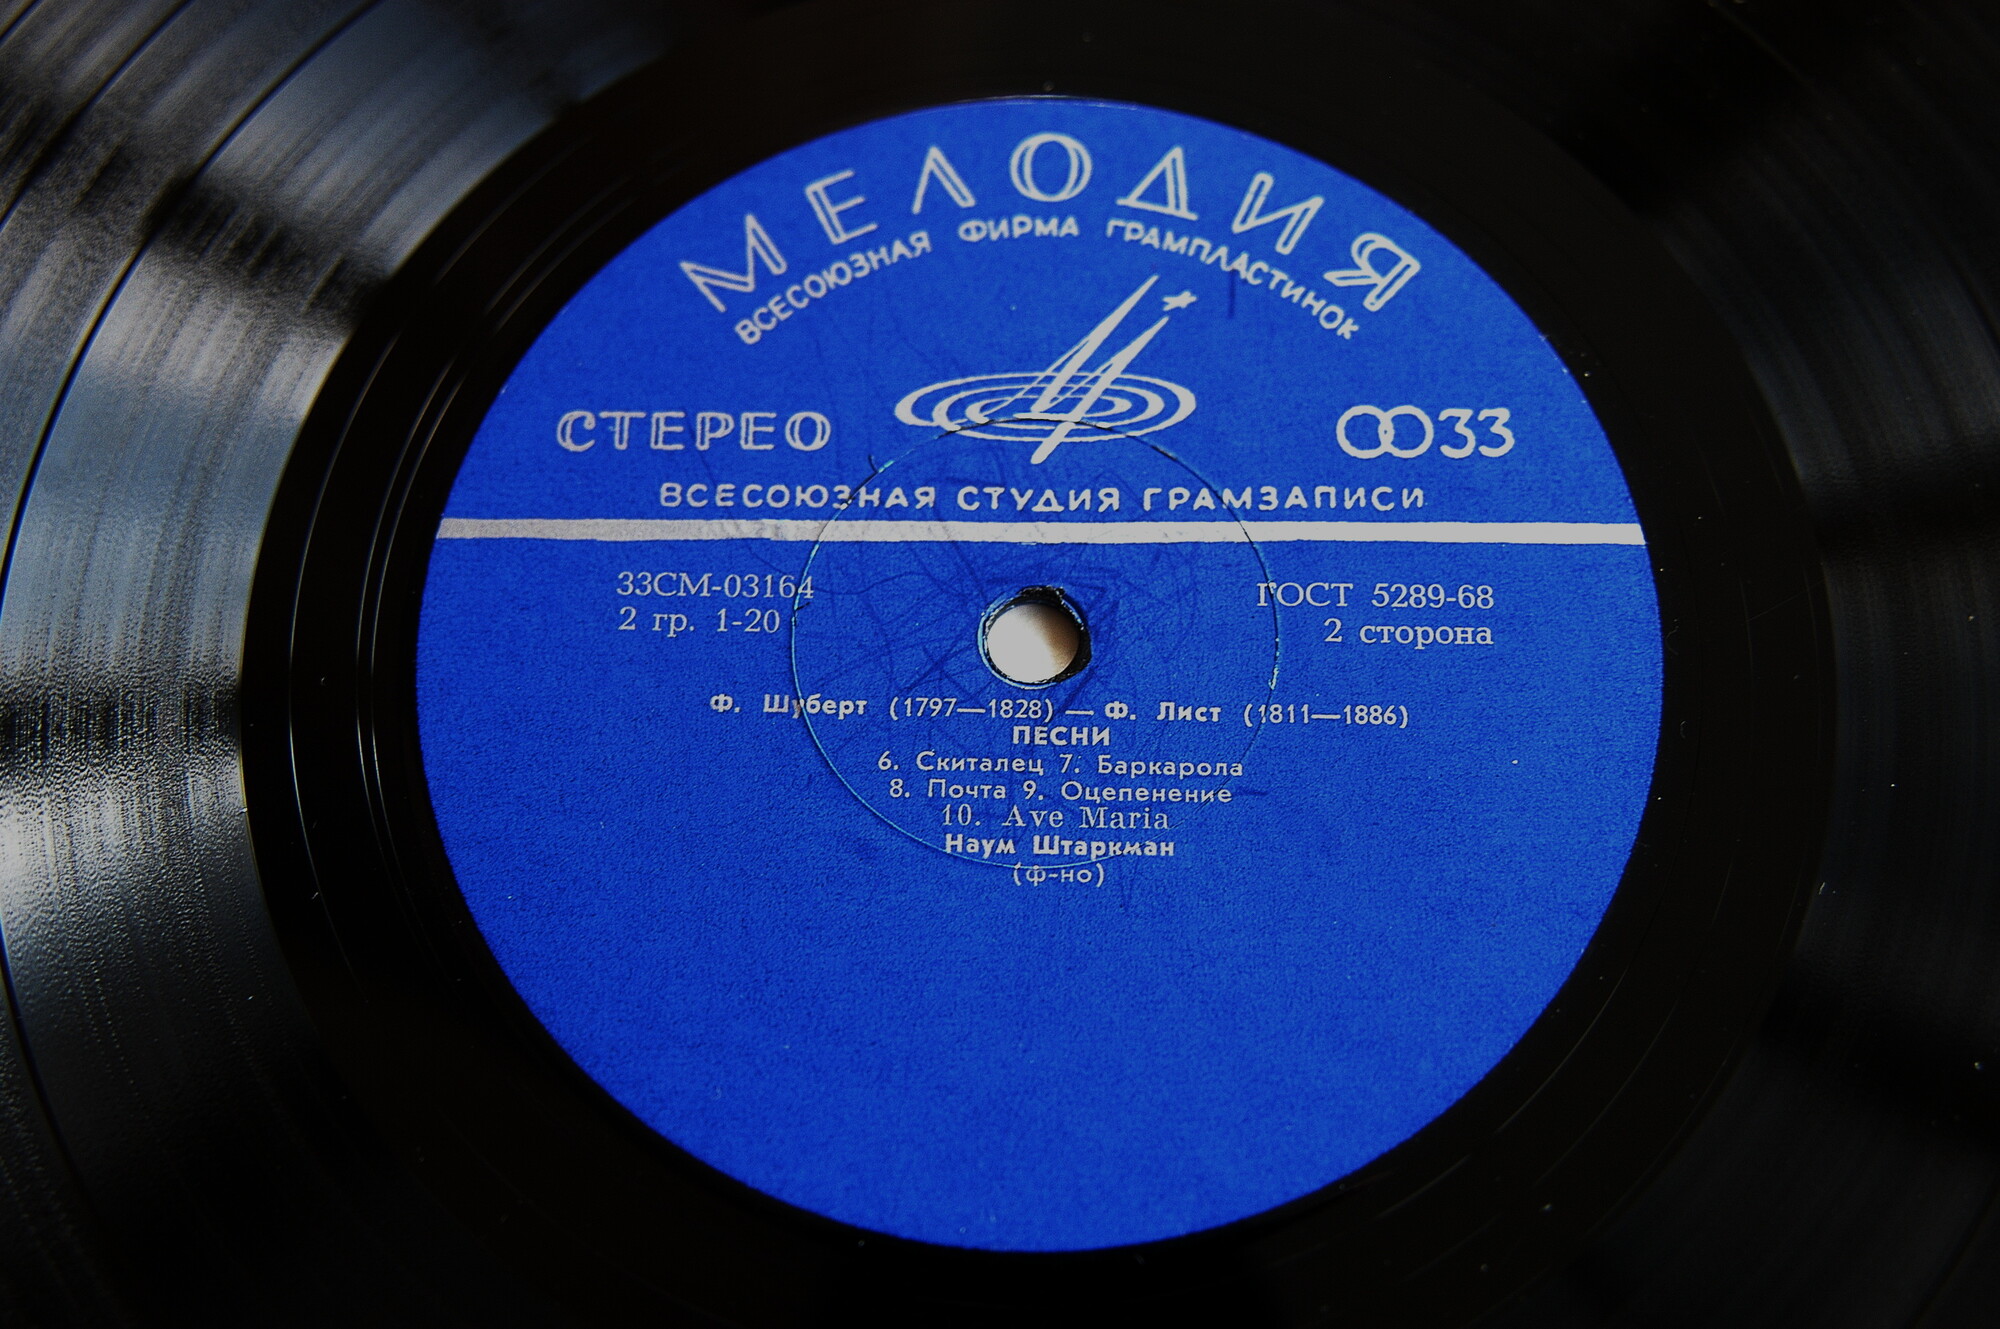 МЕЛОДИЯ
ВСЕСОЮЗНАЯ ФИРМА ГРАМПЛАСТИНОК
СТЕРЕО
33
ВСЕСОЮЗНАЯ СТУДИЯ ГРАМЗАПИСИ
33СМ-03164
2 гр. 1-20
ГОСТ 5289-68
2 сторона
Ф. Шуберт (1797—1828) — Ф. Лист (1811—1886)
ПЕСНИ
6. Скиталец 7. Баркарола
8. Почта 9. Оцепенение
10. Ave Maria
Наум Штаркман
(ф-но)